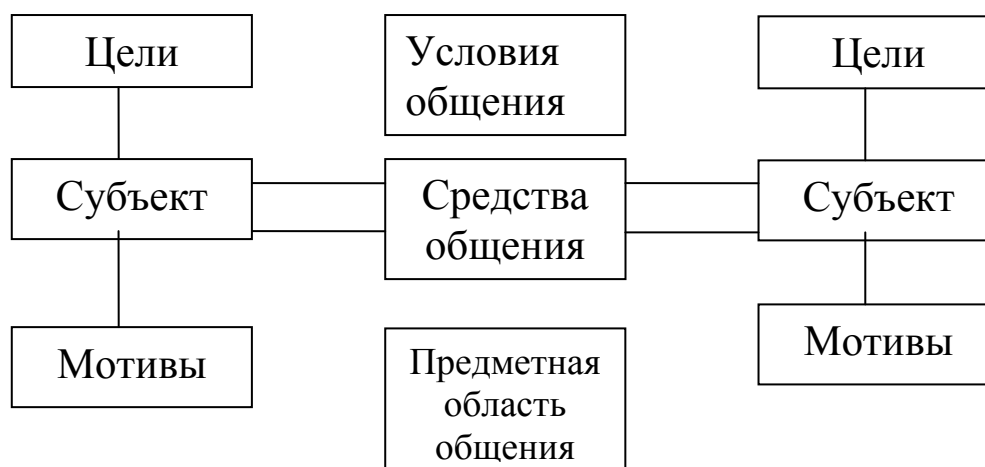 Цели
Условия
общения
Цели
Субъект
Средства
общения
Субъект
Мотивы
Предметная
область
общения
Мотивы